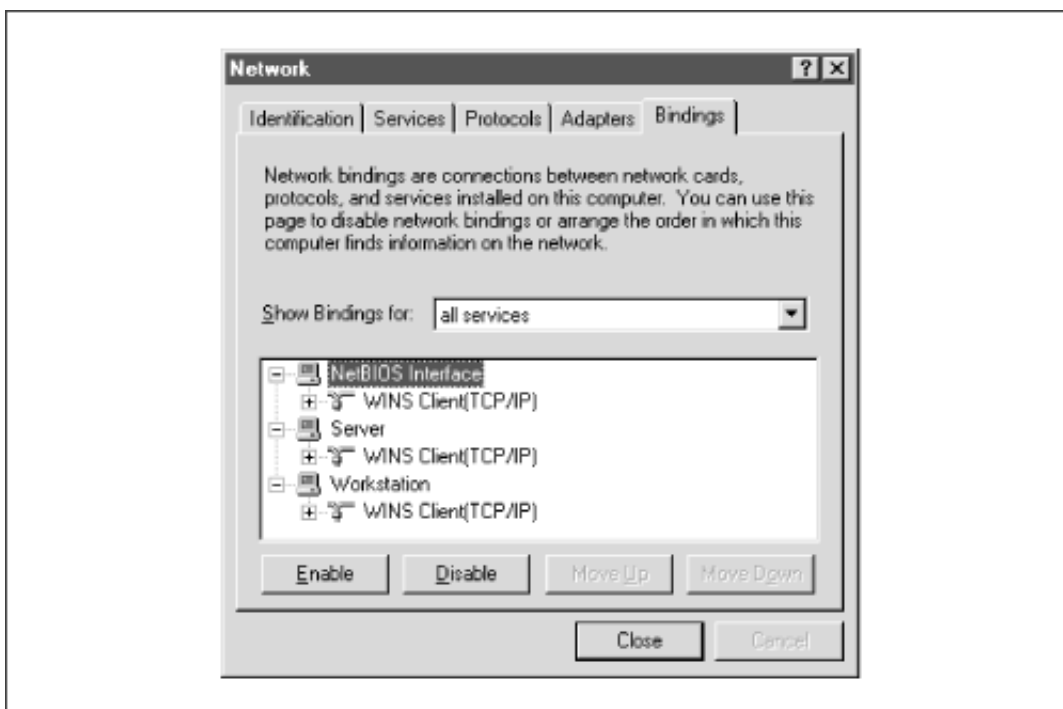 Network
Identification Services Protocols Adapters Bindings
Network bindings are connections between network cards,
protocols, and services installed on this computer. You can use this
page to disable network bindings or arrange the order in which this
computer finds information on the network.
Show Bindings for: all services
NetBIOS Interface
WINS Client(TCP/IP)
Server
WINS Client(TCP/IP)
Workstation
WINS Client(TCP/IP)
Enable Disable Move Up Move Down
Close Cancel